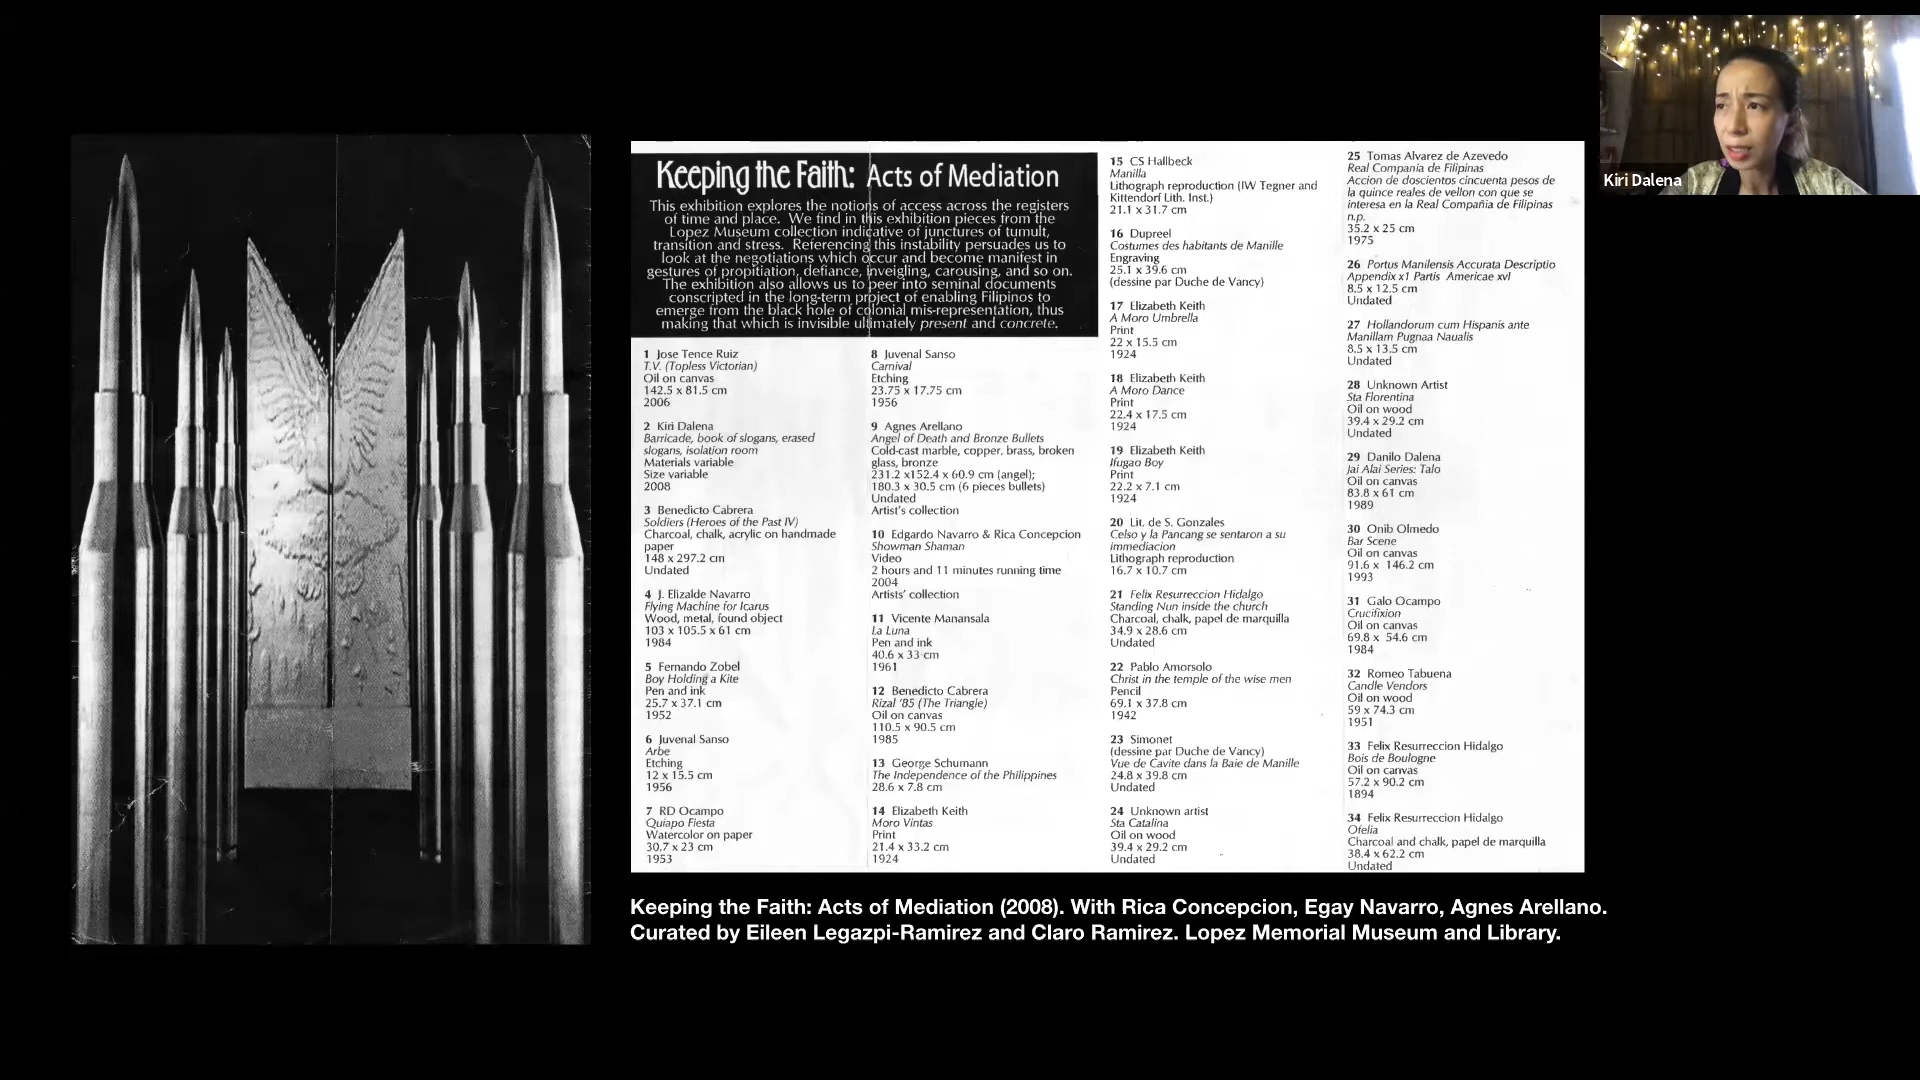 Keeping the Faith: Acts of Mediation
This exhibition explores the notions of access across the registers
of time and place. We find in this exhibition pieces from the
Lopez Museum collection indicative of junctures of tumult,
transition and stress. Referencing this instability persuades us to
look at the negotiations which occur and become manifest in
gestures of propitiation, defiance, inveigling, carousing, and so on.
The exhibition also allows us to peer into seminal documents
conscripted in the long-term project of enabling Filipinos to
emerge from the black hole of colonial mis-representation, thus
making that which is invisible ultimately present and concrete.
1 Jose Tence Ruiz
T.V. (Topless Victorian)
Oil on canvas
142.5 x 81.5 cm
2006
2 Kiri Dalena
Barricade, book of slogans, erased
slogans, isolation room
Materials variable
Size variable
2008
3 Benedicto Cabrera
Soldiers (Heroes of the Past IV)
Charcoal, chalk, acrylic on handmade
paper
148 x 297.2 cm
Undated
4 J. Elizalde Navarro
Flying Machine for Icarus
Wood, metal, found object
103 x 105.5 x 61 cm
1984
5 Fernando Zobel
Boy Holding a Kite
Pen and ink
25.7 x 37.1 cm
1952
6 Juvenal Sanso
Arbe
Etching
12 x 15.5 cm
1956
7 RD Ocampo
Quiapo Fiesta
Watercolor on paper
30.7 x 23 cm
1953
8 Juvenal Sanso
Carnival
Etching
23.75 x 17.75 cm
1956
9 Agnes Arellano
Angel of Death and Bronze Bullets
Cold-cast marble, copper, brass, broken
glass, bronze
231.2 x152.4 x 60.9 cm (angel);
180.3 x 30.5 cm (6 pieces bullets)
Undated
Artist's collection
10 Edgardo Navarro & Rica Concepcion
Showman Shaman
Video
2 hours and 11 minutes running time
2004
Artists' collection
11 Vicente Manansala
La Luna
Pen and ink
40.6 x 33 cm
1961
12 Benedicto Cabrera
Rizal '85 (The Triangle)
Oil on canvas
110.5 x 90.5 cm
1985
13 George Schumann
The Independence of the Philippines
28.6 x 7.8 cm
14 Elizabeth Keith
Moro Vintas
Print
21.4 x 33.2 cm
1924
15 CS Hallbeck
Manilla
Lithograph reproduction (IW Tegner and
Kittendorf Lith. Inst.)
21.1 x 31.7 cm
16 Dupreel
Costumes des habitants de Manille
Engraving
25.1 x 39.6 cm
(dessine par Duche de Vancy)
17 Elizabeth Keith
A Moro Umbrella
Print
22 x 15.5 cm
1924
18 Elizabeth Keith
A Moro Dance
Print
22.4 x 17.5 cm
1924
19 Elizabeth Keith
Ifugao Boy
Print
22.2 x 7.1 cm
1924
20 Lit. de S. Gonzales
Celso y la Pancang se sentaron a su
immediacion
Lithograph reproduction
16.7 x 10.7 cm
21 Felix Resurreccion Hidalgo
Standing Nun inside the church
Charcoal, chalk, papel de marquilla
34.9 x 28.6 cm
Undated
22 Pablo Amorsolo
Christ in the temple of the wise men
Pencil
69.1 x 37.8 cm
1942
23 Simonet
(dessine par Duche de Vancy)
Vue de Cavite dans la Baie de Manille
24.8 x 39.8 cm
Undated
24 Unknown artist
Sta Catalina
Oil on wood
39.4 x 29.2 cm
Undated
25 Tomas Alvarez de Azevedo
Real Compania de Filipinas
Accion de doscientos cincuenta pesos de
la quince reales de vellon con que se
interesa en la Real Compañia de Filipinas
n.p.
35.2 x 25 cm
1975
26 Portus Manilensis Accurata Descriptio
Appendix x1 Partis Americae xvI
8.5 x 12.5 cm
Undated
27 Hollandorum cum Hispanis ante
Manillam Pugnaa Naualis
8.5 x 13.5 cm
Undated
28 Unknown Artist
Sta Florentina
Oil on wood
39.4 x 29.2 cm
Undated
29 Danilo Dalena
Jai Alai Series: Talo
Oil on canvas
83.8 x 61 cm
1989
30 Onib Olmedo
Bar Scene
Oil on canvas
91.6 x 146.2 cm
1993
31 Galo Ocampo
Crucifixion
Oil on canvas
69.8 x 54.6 cm
1984
32 Romeo Tabuena
Candle Vendors
Oil on wood
59 x 74.3 cm
1951
33 Felix Resurreccion Hidalgo
Bois de Boulogne
Oil on canvas
57.2 x 90.2 cm
1894
34 Felix Resurreccion Hidalgo
Ofelia
Charcoal and chalk, papel de marquilla
38.4 x 62.2 cm
Undated
Keeping the Faith: Acts of Mediation (2008). With Rica Concepcion, Egay Navarro, Agnes Arellano.
Curated by Eileen Legazpi-Ramirez and Claro Ramirez. Lopez Memorial Museum and Library.
Kiri Dalena